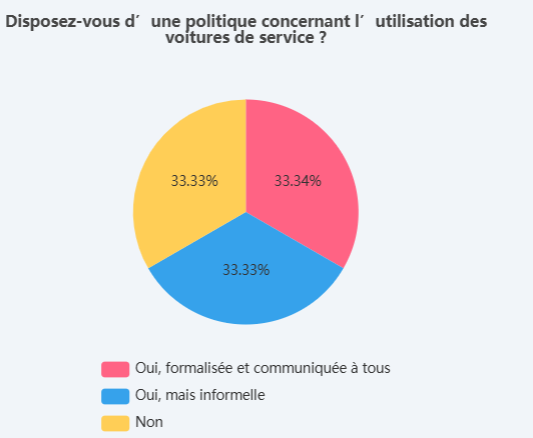 Disposez-vous d’ une politique concernant l’ utilisation des
voitures de service ?
33.33%
33.34%
33.33%
Oui, formalisée et communiquée à tous
Oui, mais informelle
Non